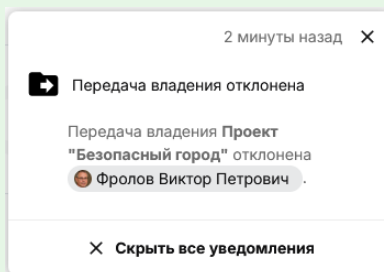 2 минуты назад
Передача владения отклонена
Передача владения Проект
"Безопасный город" отклонена
Фролов Виктор Петрович .
Скрыть все уведомления